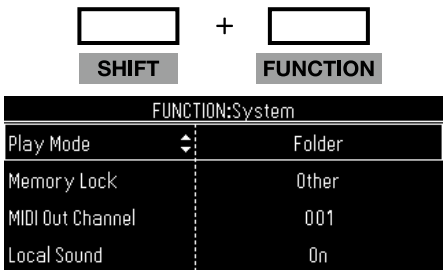 +
SHIFT FUNCTION
FUNCTION:System
Play Mode Folder
Memory Lock Other
MIDI Out Channel 001
Local Sound On